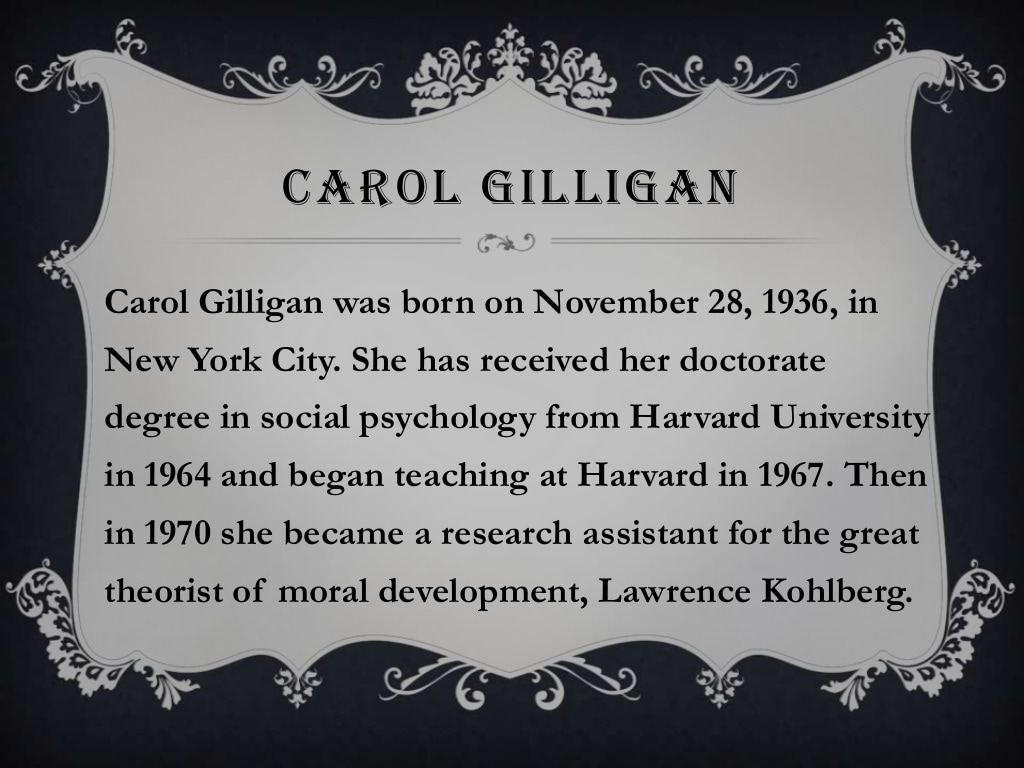 CAROL GILLIGAN
Carol Gilligan was born on November 28, 1936, in
New York City. She has received her doctorate
degree in social psychology from Harvard University
in 1964 and began teaching at Harvard in 1967. Then
in 1970 she became a research assistant for the great
theorist of moral development, Lawrence Kohlberg.